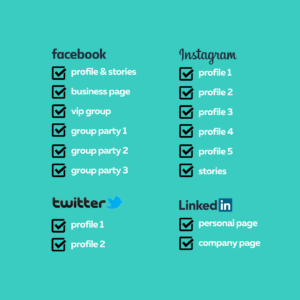 facebook
profile & stories
business page
vip group
group party 1
group party 2
group party 3
Instagram
profile 1
profile 2
profile 3
profile 4
profile 5
stories
twitter
profile 1
profile 2
Linked in
personal page
company page